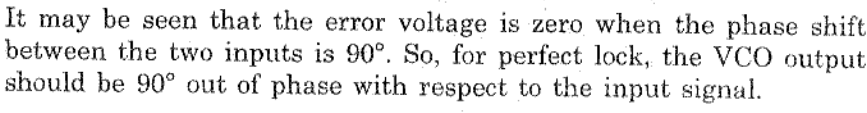 It may be seen that the error voltage is zero when the phase shift
between the two inputs is 90°. So, for perfect lock, the VCO output
should be 90° out of phase with respect to the input signal.